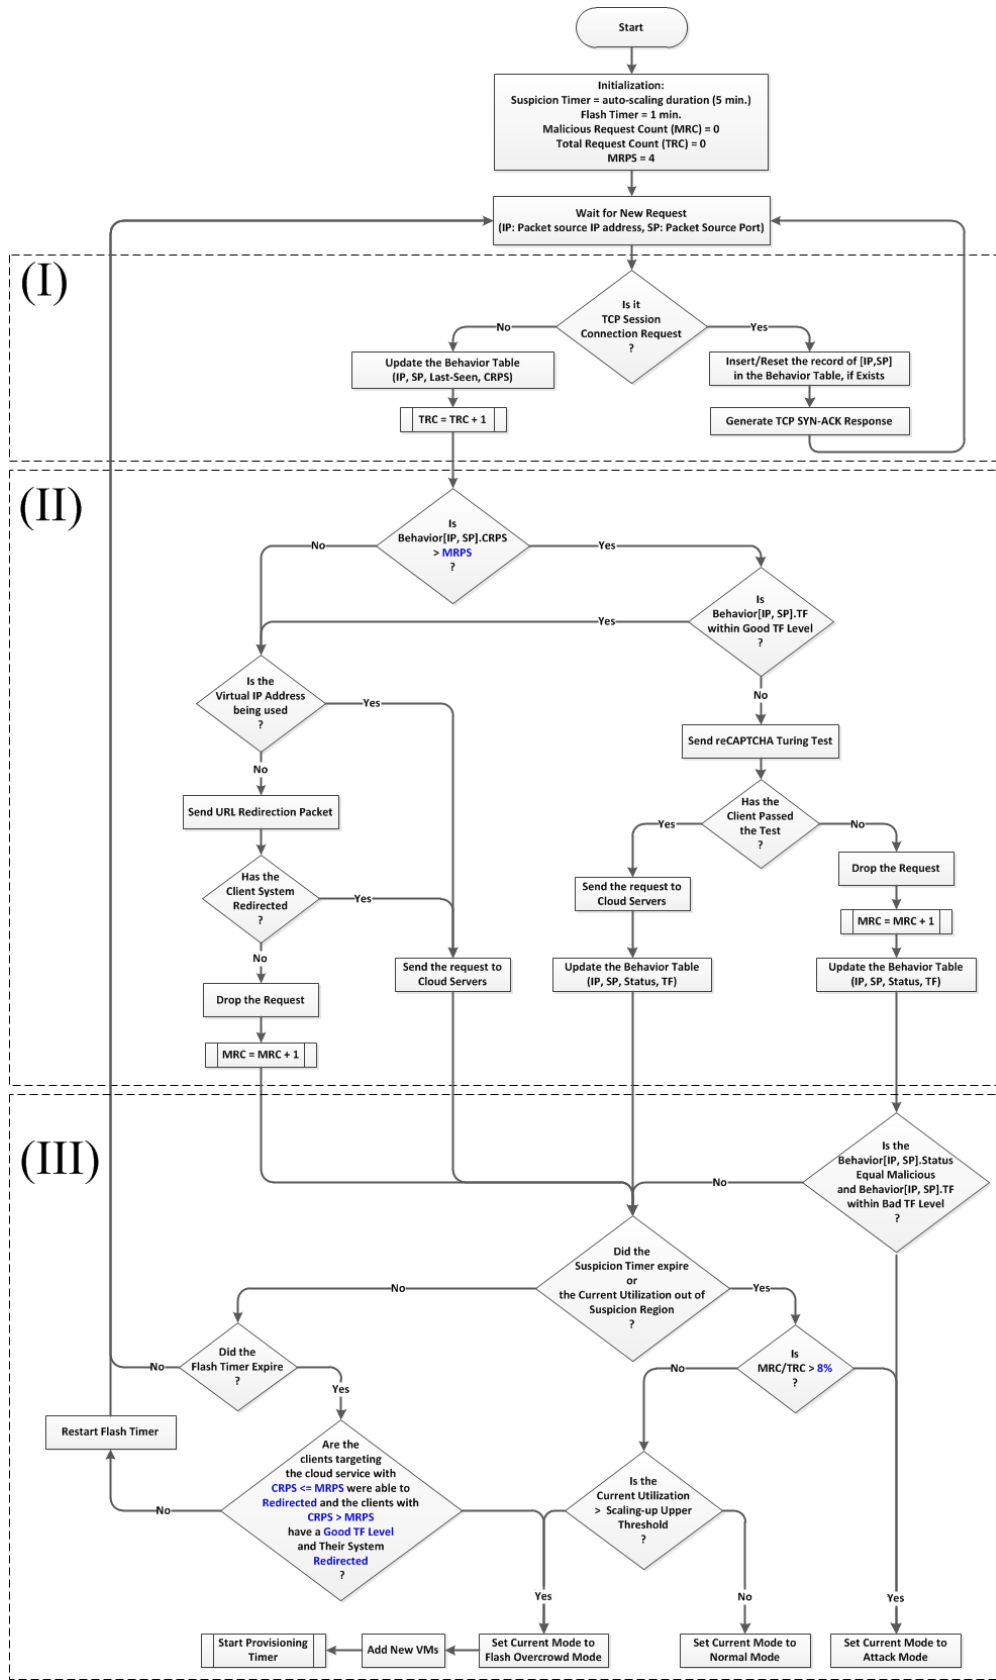 Start
Initialization:
Suspicion Timer = auto-scaling duration (5 min.)
Flash Timer = 1 min.
Malicious Request Count (MRC) = 0
Total Request Count (TRC) = 0
MRPS = 4
Wait for New Request
(IP: Packet source IP address, SP: Packet Source Port)
(I)
Is it
TCP Session
Connection Request
?
No
Yes
Update the Behavior Table
(IP, SP, Last-Seen, CRPS)
Insert/Reset the record of [IP,SP]
in the Behavior Table, if Exists
TRC = TRC + 1
Generate TCP SYN-ACK Response
(II)
Is
Behavior[IP, SP].CRPS
> MRPS
?
No
Yes
Is
Behavior[IP, SP].TF
within Good TF Level
?
Yes
No
Is the
Virtual IP Address
being used
?
Yes
No
Send reCAPTCHA Turing Test
Send URL Redirection Packet
Has the
Client Passed
the Test
?
Yes
No
Has the
Client System
Redirected
?
Yes
No
Send the request to
Cloud Servers
Drop the Request
MRC = MRC + 1
Send the request to
Cloud Servers
Update the Behavior Table
(IP, SP, Status, TF)
Update the Behavior Table
(IP, SP, Status, TF)
Drop the Request
MRC = MRC + 1
(III)
Is the
Behavior[IP, SP].Status
Equal Malicious
and Behavior[IP, SP].TF
within Bad TF Level
?
No
Did the
Suspicion Timer expire
or
the Current Utilization out of
Suspicion Region
?
No
Yes
Did the
Flash Timer Expire
?
No
Yes
Is
MRC/TRC > 8%
?
No
Restart Flash Timer
Are the
clients targeting
the cloud service with
CRPS <= MRPS were able to
Redirected and the clients with
CRPS > MRPS
have a Good TF Level
and Their System
Redirected
?
No
Is the
Current Utilization
> Scaling-up Upper
Threshold
?
Yes
No
Yes
Start Provisioning
Timer
Add New VMs
Set Current Mode to
Flash Overcrowd Mode
Set Current Mode to
Normal Mode
Set Current Mode to
Attack Mode